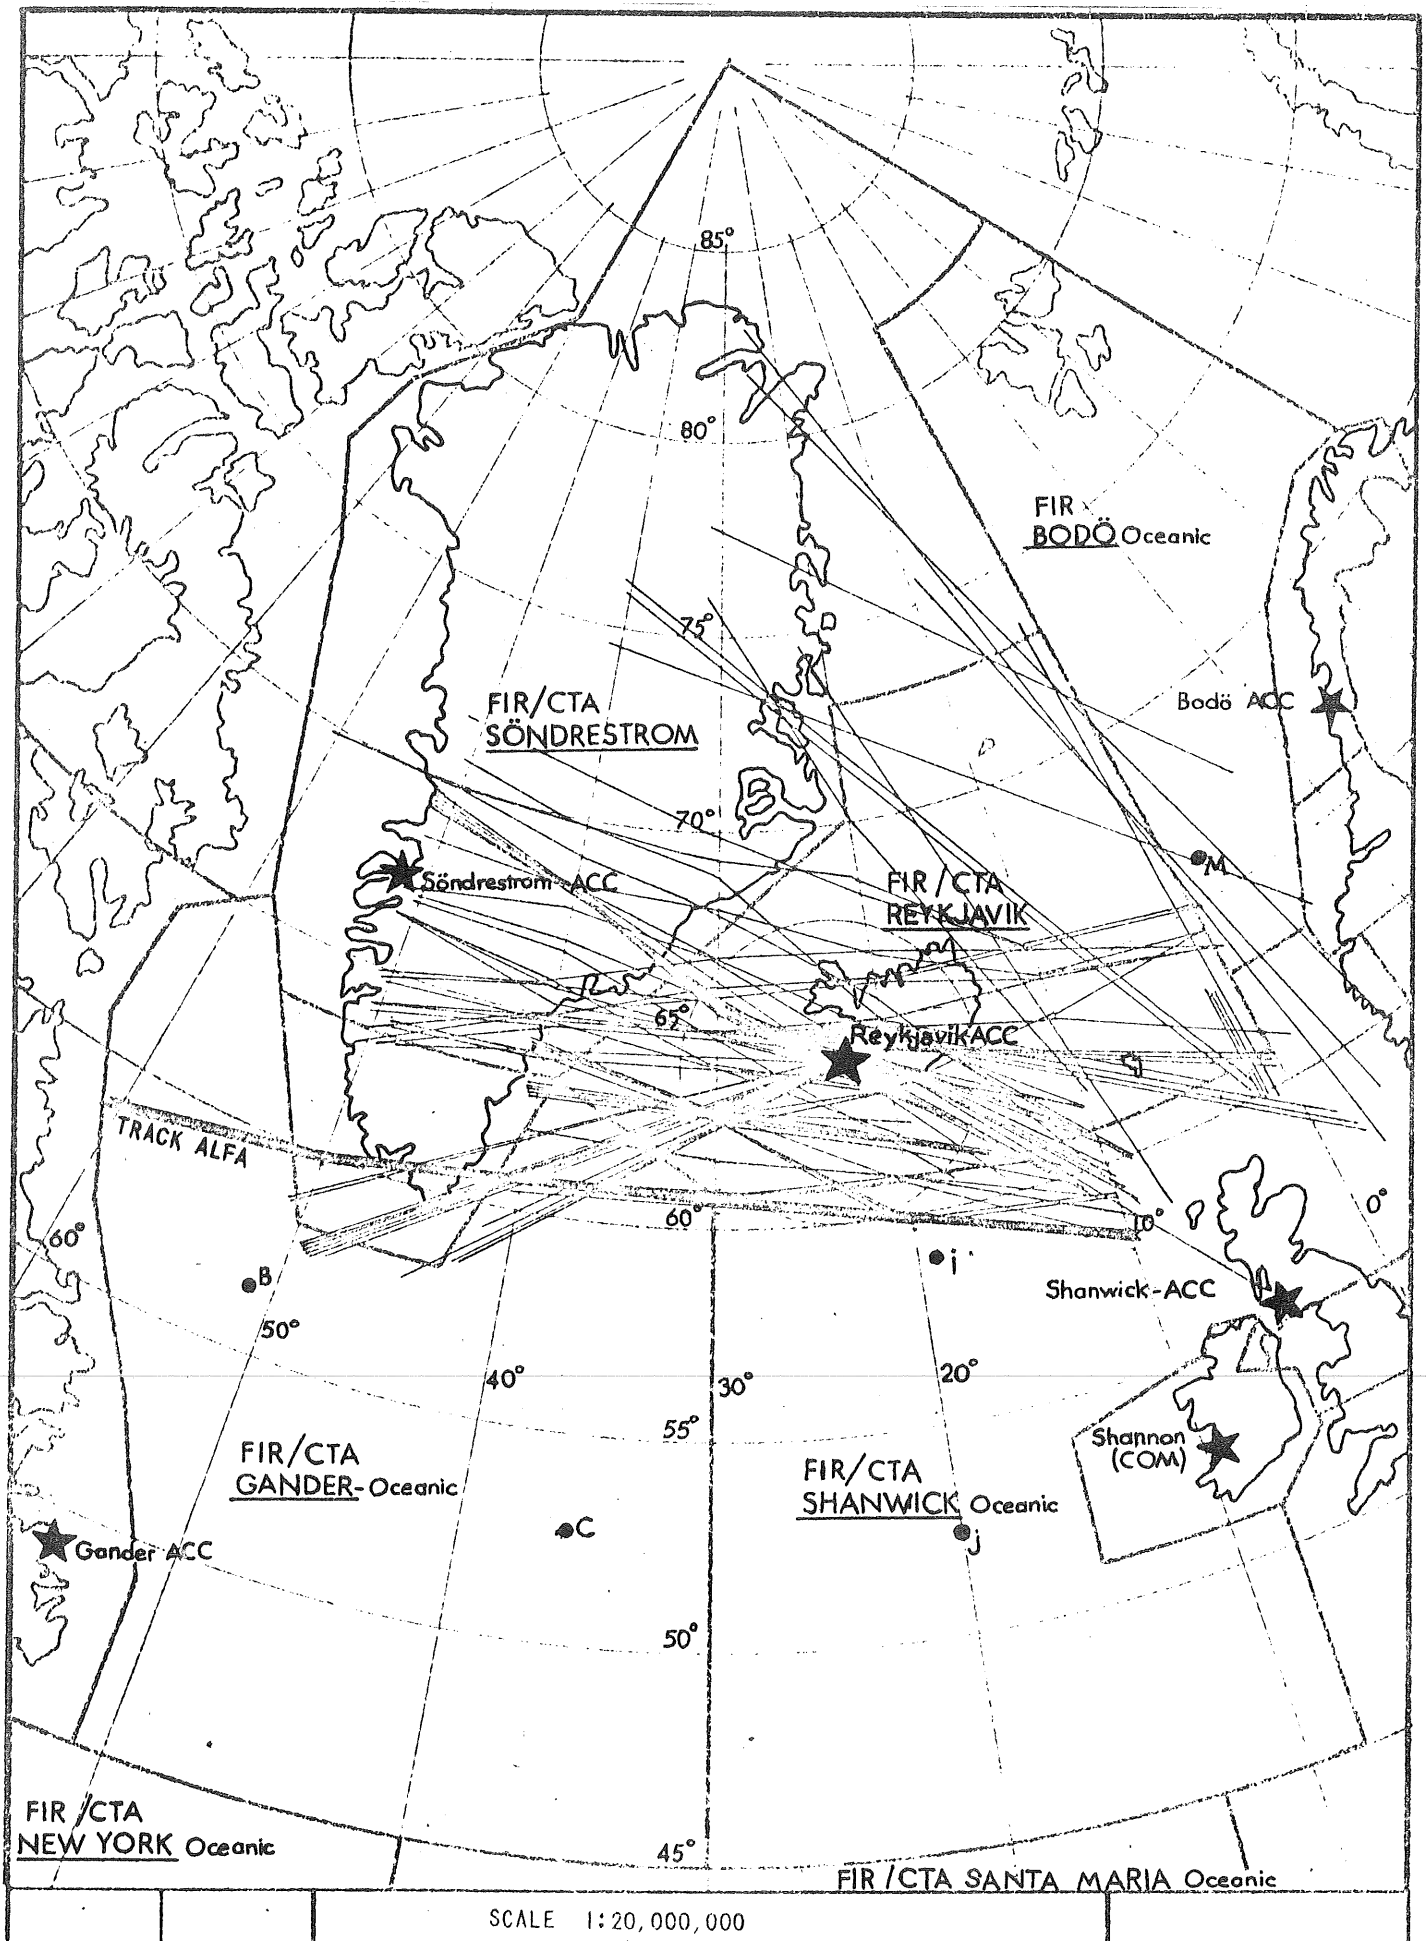 85°
80°
FIR
BODÖ Oceanic
75°
Bodö ACC
FIR/CTA
SÖNDRESTROM
70°
M
Söndrestrom-ACC
FIR/CTA
REYKJAVIK
65°
Reykjavik ACC
TRACK ALFA
60°
60°
10°
0°
B
i
Shanwick-ACC
50°
40°
30°
20°
55°
Shannon
(COM)
FIR/CTA
GANDER-Oceanic
FIR/CTA
SHANWICK Oceanic
C
j
Gander ACC
50°
FIR/CTA
NEW YORK Oceanic
45°
FIR/CTA SANTA MARIA Oceanic
SCALE 1:20,000,000